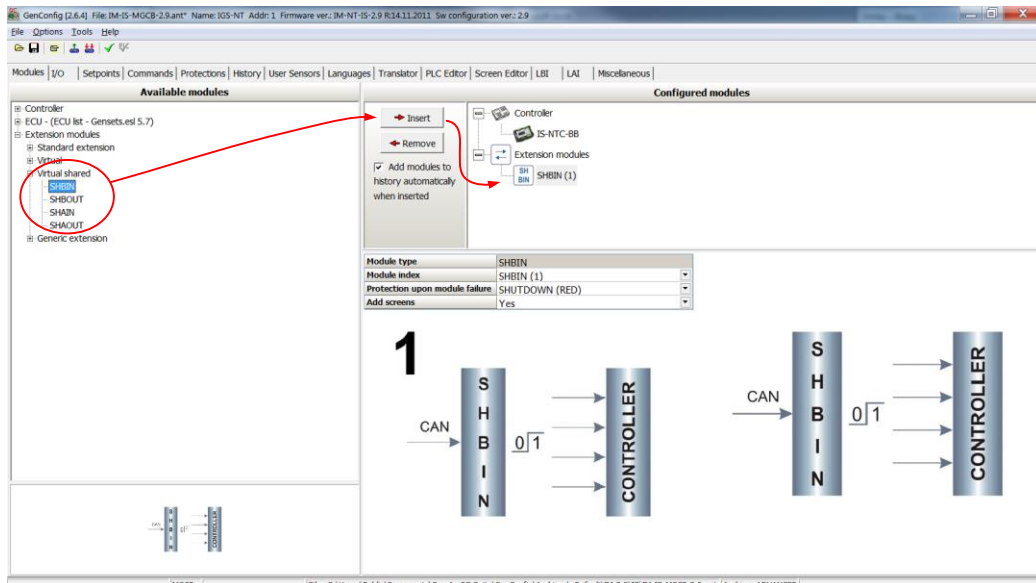 GenConfig [2.6.4] File: IM-IS-MGCB-2.9.ant* Name: IGS-NT Addr: 1 Firmware ver.: IM-NT-IS-2.9 R:14.11.2011 Sw configuration ver.: 2.9
File Options Tools Help
Modules I/O Setpoints Commands Protections History User Sensors Languages Translator PLC Editor Screen Editor LBI LAI Miscellaneous
Available modules
Configured modules
Controller
ECU - (ECU list - Gensets.esl 5.7)
Extension modules
Standard extension
Virtual
Virtual shared
SHBIN
SHBOUT
SHAIN
SHAOUT
Generic extension
Insert
Remove
Add modules to
history automatically
when inserted
Controller
IS-NTC-BB
Extension modules
SH
BIN
SHBIN (1)
Module type SHBIN
Module index SHBIN (1)
Protection upon module failure SHUTDOWN (RED)
Add screens Yes
1
CAN
SHBIN
0 1
CONTROLLER
CAN
SHBIN
0 1
CONTROLLER
CAN
SHBIN
CONTROLLER